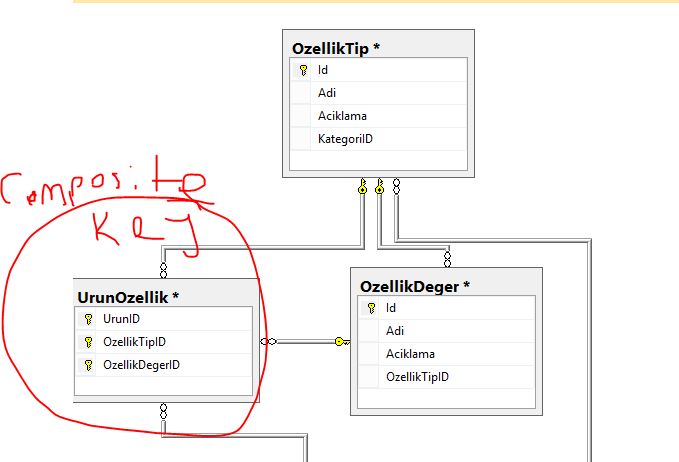 OzellikTip *
Id
Adi
Aciklama
KategoriID
Composite
Key
UrunOzellik *
UrunID
OzellikTipID
OzellikDegerID
OzellikDeger *
Id
Adi
Aciklama
OzellikTipID